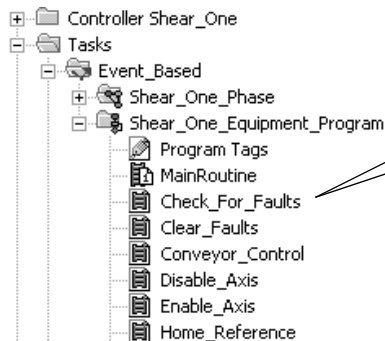 Controller Shear_One
Tasks
Event_Based
Shear_One_Phase
Shear_One_Equipment_Program
Program Tags
MainRoutine
Check_For_Faults
Clear_Faults
Conveyor_Control
Disable_Axis
Enable_Axis
Home_Reference